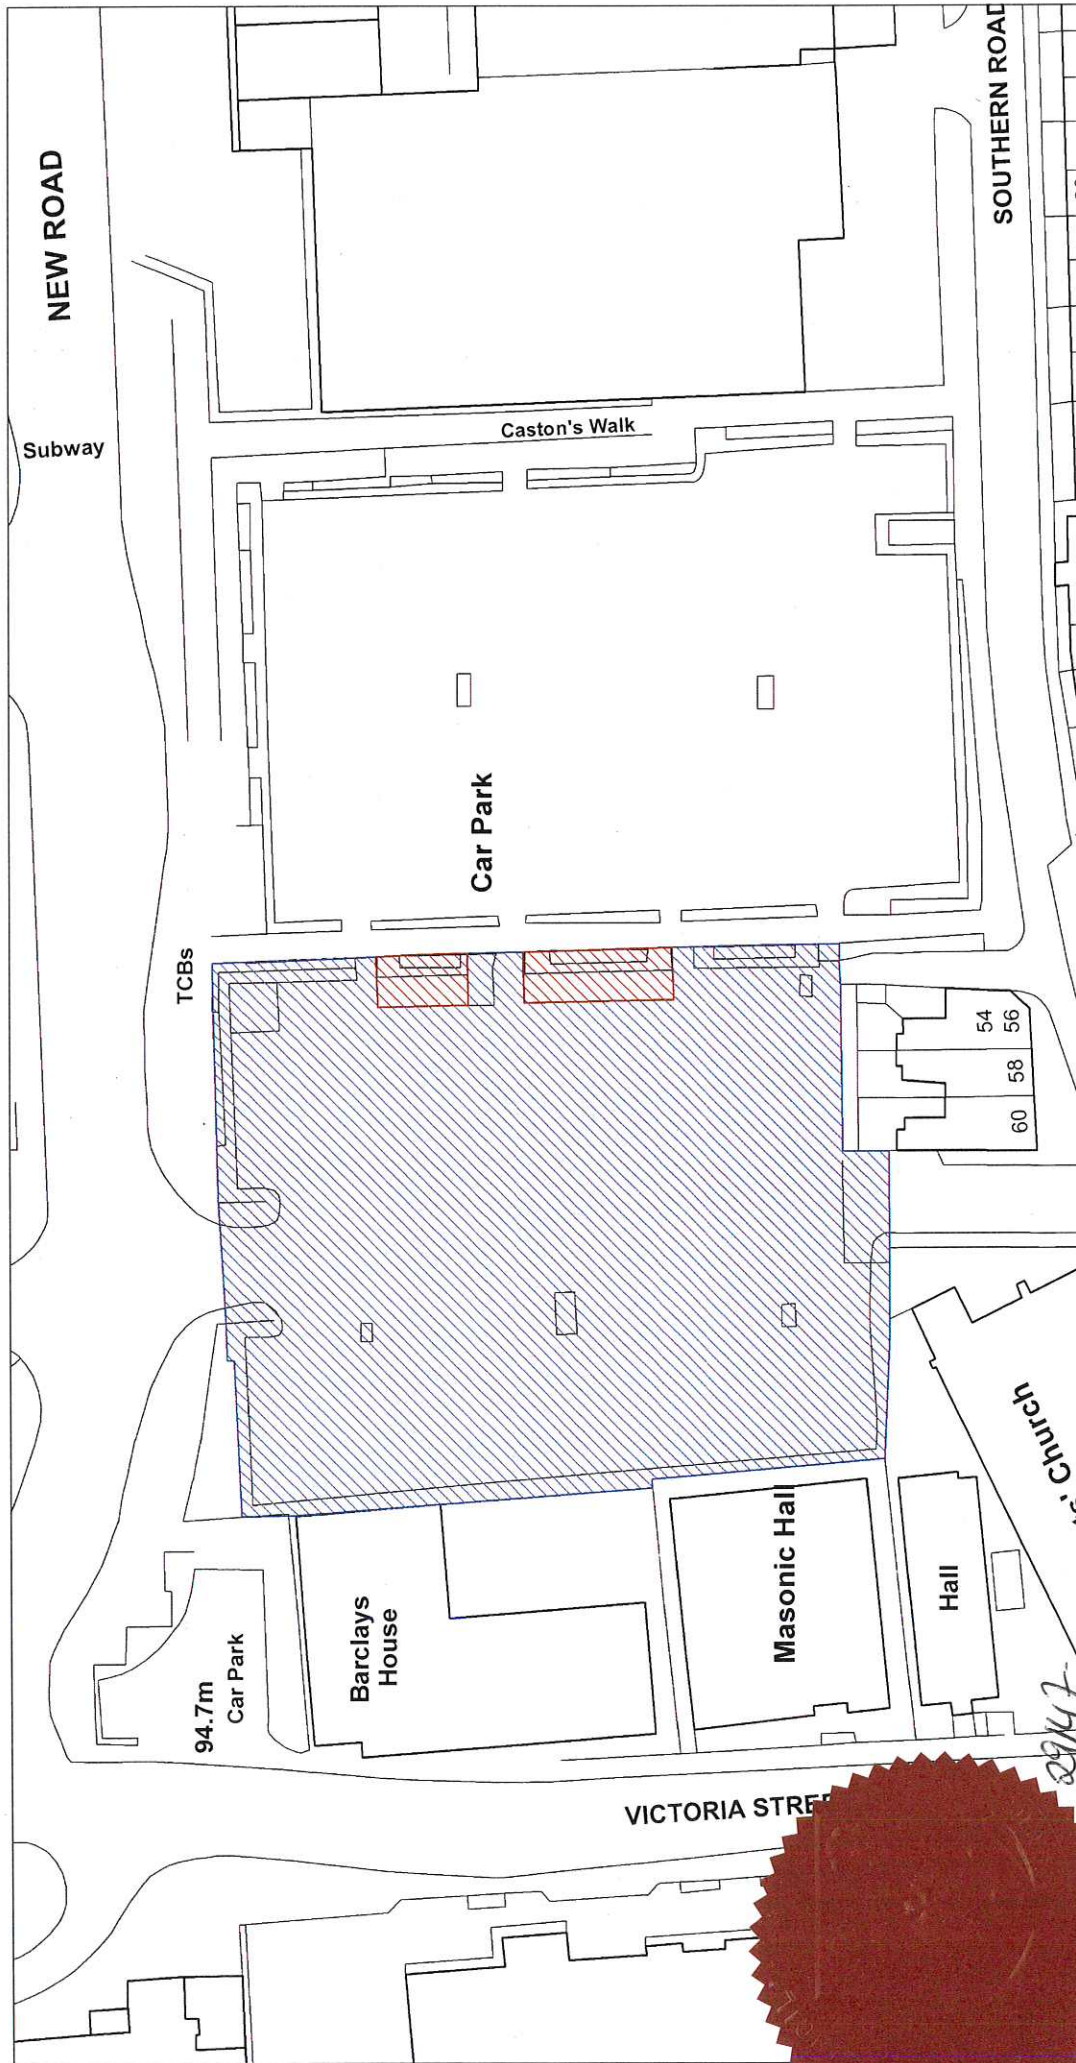 NEW ROAD
SOUTHERN ROAD
Subway
Caston's Walk
Car Park
TCBs
54
56
58
60
Church
Masonic Hall
Hall
Barclays
House
94.7m
Car Park
VICTORIA STREE